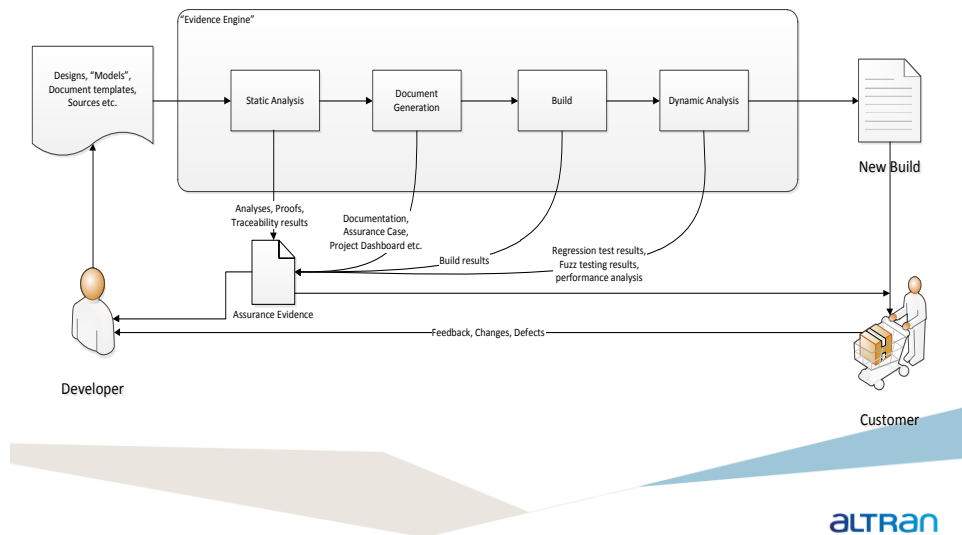 “Evidence Engine”
Designs, “Models”,
Document templates,
Sources etc.
Static Analysis
Document
Generation
Build
Dynamic Analysis
New Build
Analyses, Proofs,
Traceability results
Documentation,
Assurance Case,
Project Dashboard etc.
Build results
Regression test results,
Fuzz testing results,
performance analysis
Assurance Evidence
Feedback, Changes, Defects
Developer
Customer
altran